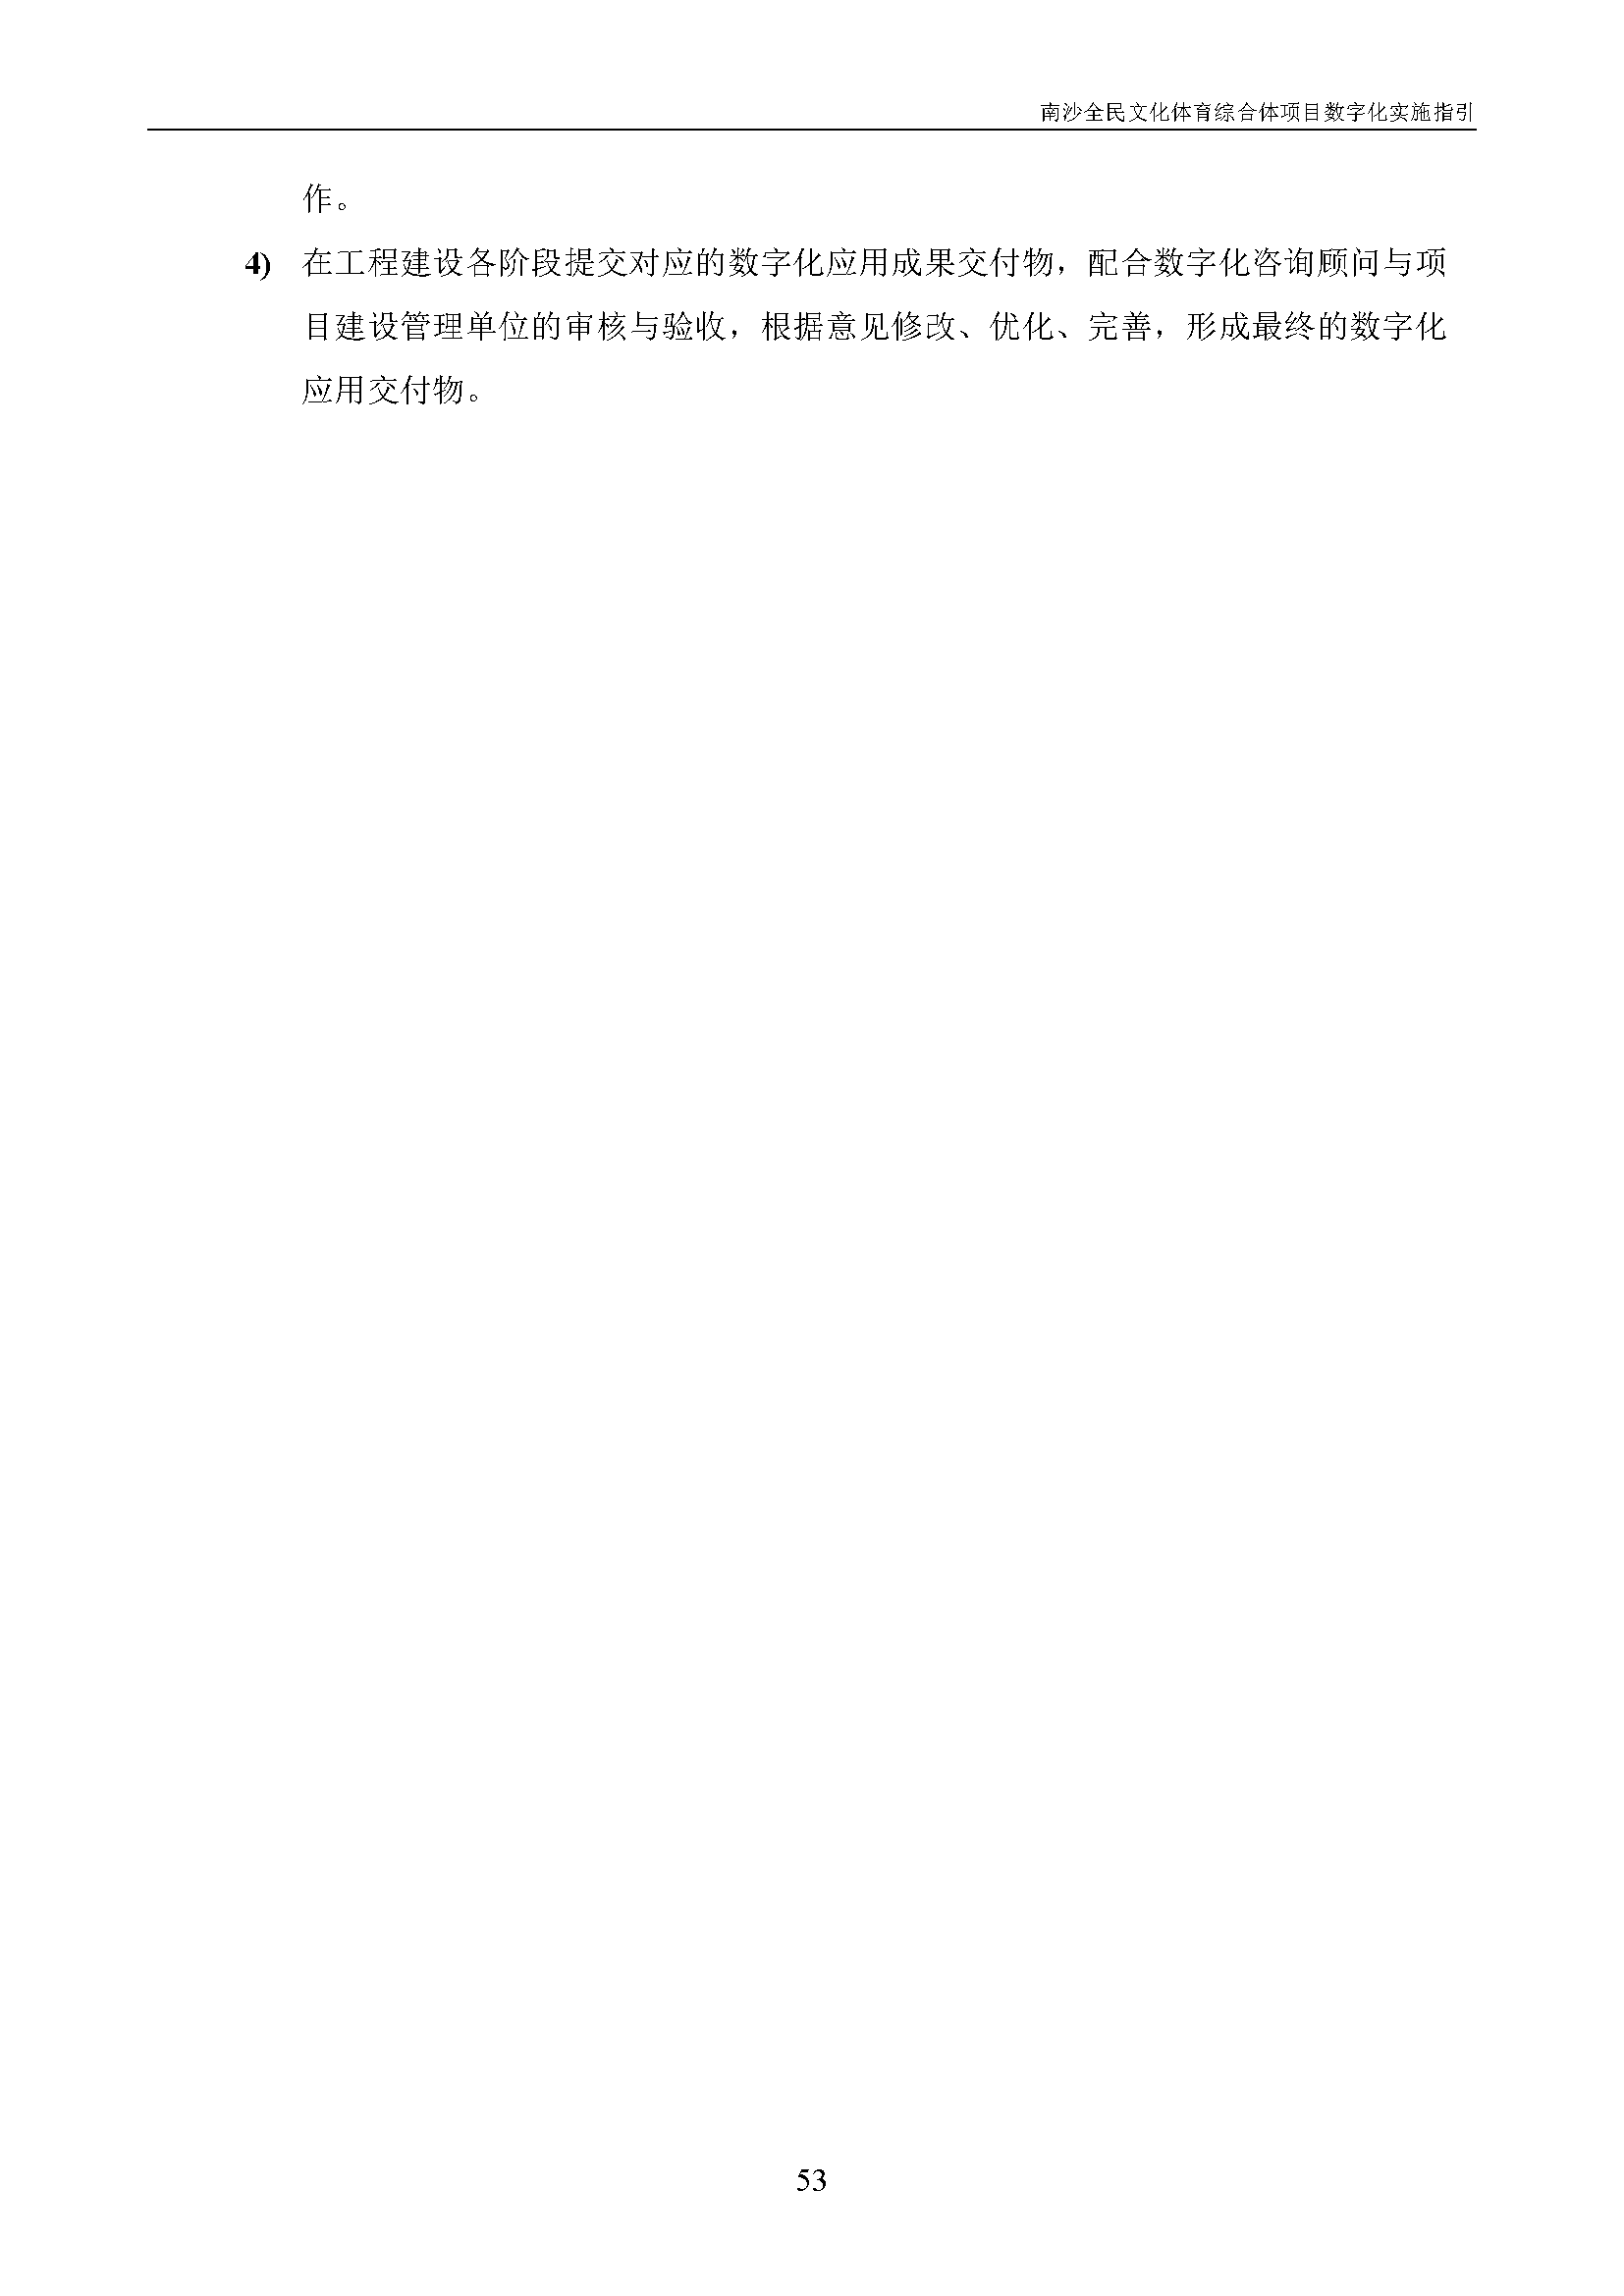 南沙全民文化体育综合体项目数字化实施指引
作。
4) 在工程建设各阶段提交对应的数字化应用成果交付物，配合数字化咨询顾问与项
目建设管理单位的审核与验收，根据意见修改、优化、完善，形成最终的数字化
应用交付物。
53